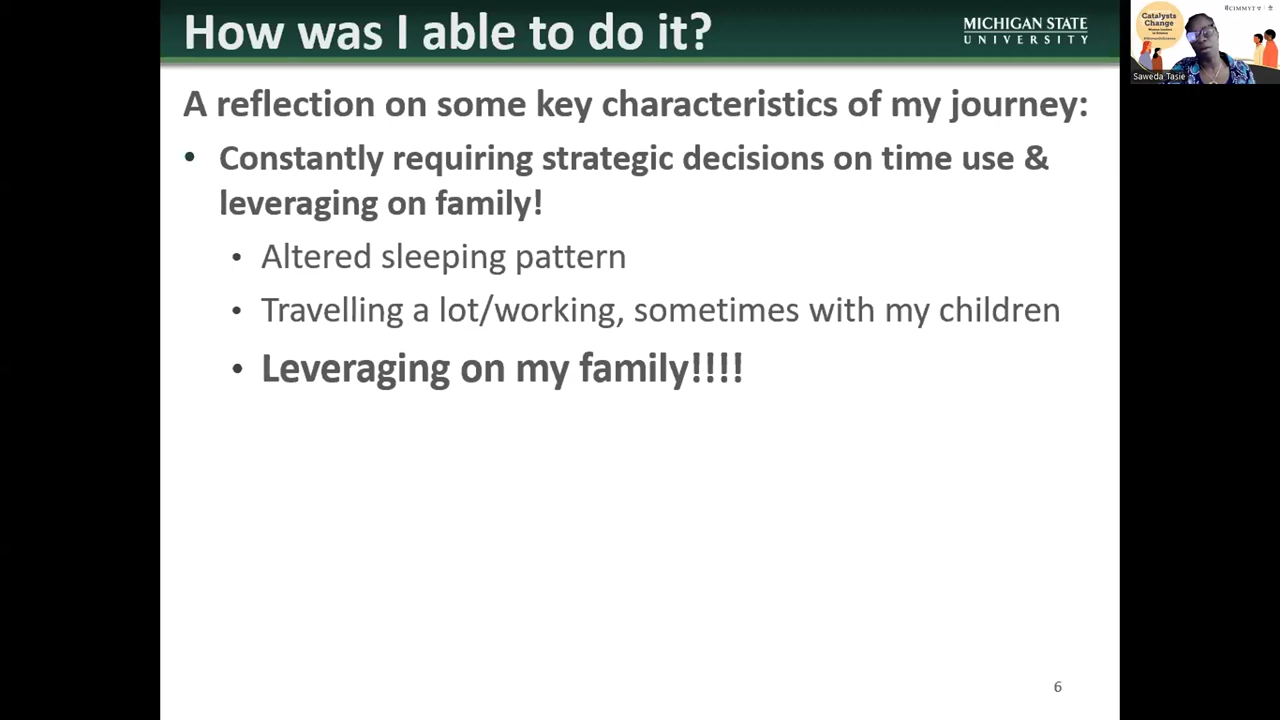 How was I able to do it?
MICHIGAN STATE
UNIVERSITY
A reflection on some key characteristics of my journey:
• Constantly requiring strategic decisions on time use &
leveraging on family!
• Altered sleeping pattern
• Travelling a lot/working, sometimes with my children
• Leveraging on my family!!!!
6
Catalysts
Change
CIMMYT
Saweda Tasie